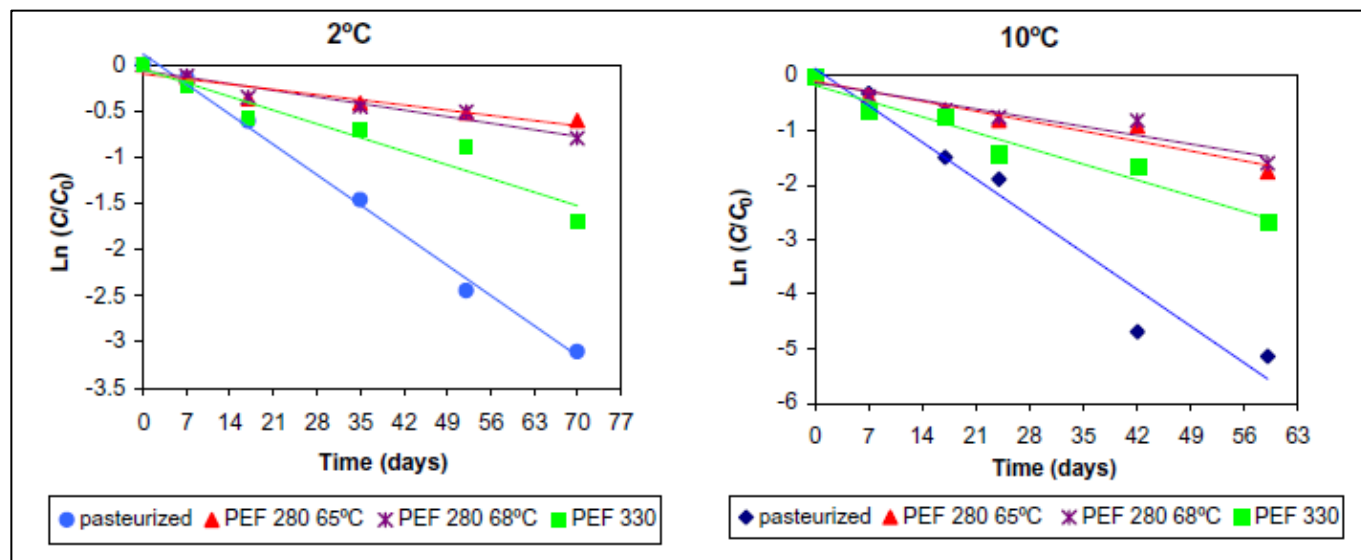 2ºC
Ln (C/C0)
0
-0.5
-1
-1.5
-2
-2.5
-3
-3.5
0 7 14 21 28 35 42 49 56 63 70 77
Time (days)
pasteurized PEF 280 65ºC PEF 280 68ºC PEF 330
10ºC
Ln (C/C0)
0
-1
-2
-3
-4
-5
-6
0 7 14 21 28 35 42 49 56 63
Time (days)
pasteurized PEF 280 65ºC PEF 280 68ºC PEF 330